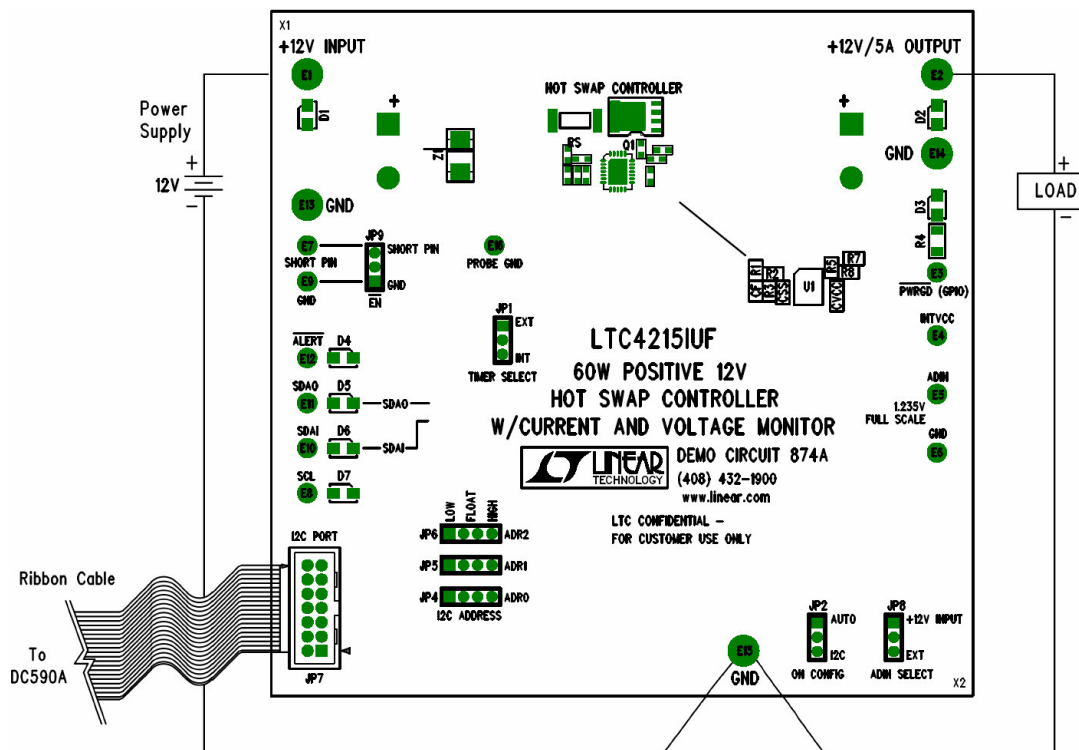 X1
+12V INPUT
+12V/5A OUTPUT
E1
E2
HOT SWAP CONTROLLER
Power
Supply
D1
+
+
D2
Z1
RS
Q1
GND
E14
+
12V
-
+
LOAD
-
E13
GND
D3
R4
JP9
E7
SHORT PIN
SHORT PIN
E16
PROBE GND
E9
GND
GND
EN
CF
R1
R3
R2
CSS
U1
R5
R7
R8
CVCC
E3
PWRGD (GPIO)
JP1
EXT
INT
TIMER SELECT
INTVCC
E4
ALERT
D4
E12
LTC4215IUF
60W POSITIVE 12V
HOT SWAP CONTROLLER
W/CURRENT AND VOLTAGE MONITOR
ADIN
E5
1.235V
FULL SCALE
GND
E6
SDAO
D5
E11
SDAO
SDAI
D6
E10
SDAI
SCL
D7
E8
LINEAR
TECHNOLOGY
DEMO CIRCUIT 874A
(408) 432-1900
www.linear.com
LTC CONFIDENTIAL -
FOR CUSTOMER USE ONLY
LOW
FLOAT
HIGH
JP6
ADR2
JP5
ADR1
JP4
ADR0
I2C ADDRESS
I2C PORT
Ribbon Cable
To
DC590A
JP7
E15
GND
JP2
AUTO
I2C
ON CONFIG
JP8
+12V INPUT
EXT
ADIN SELECT
X2